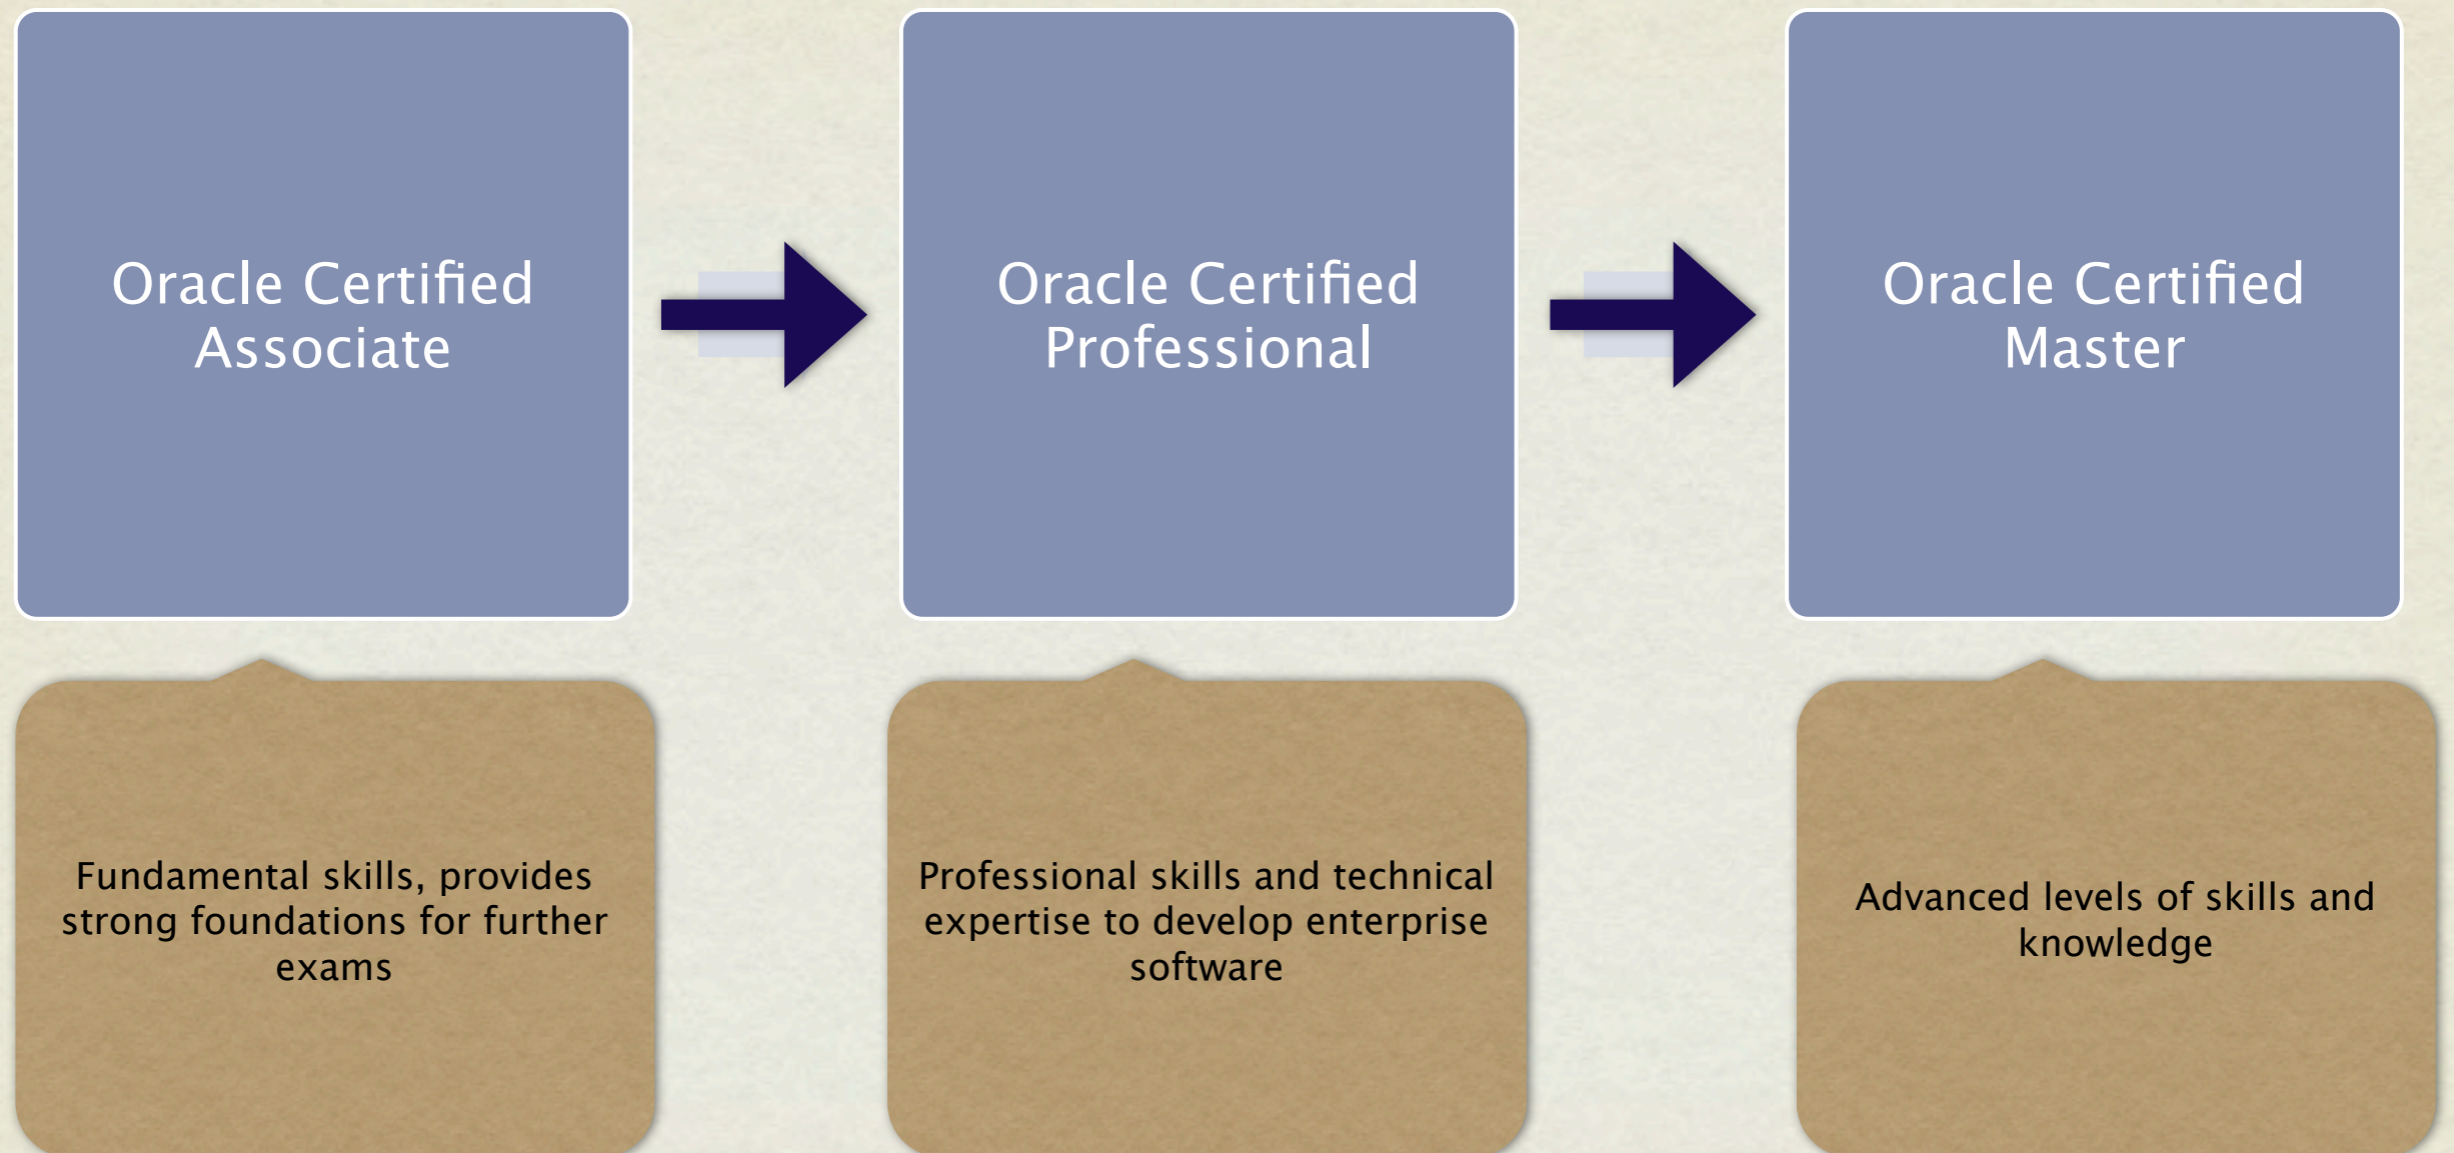 Oracle Certified
Associate
Oracle Certified
Professional
Oracle Certified
Master
Fundamental skills, provides
strong foundations for further
exams
Professional skills and technical
expertise to develop enterprise
software
Advanced levels of skills and
knowledge